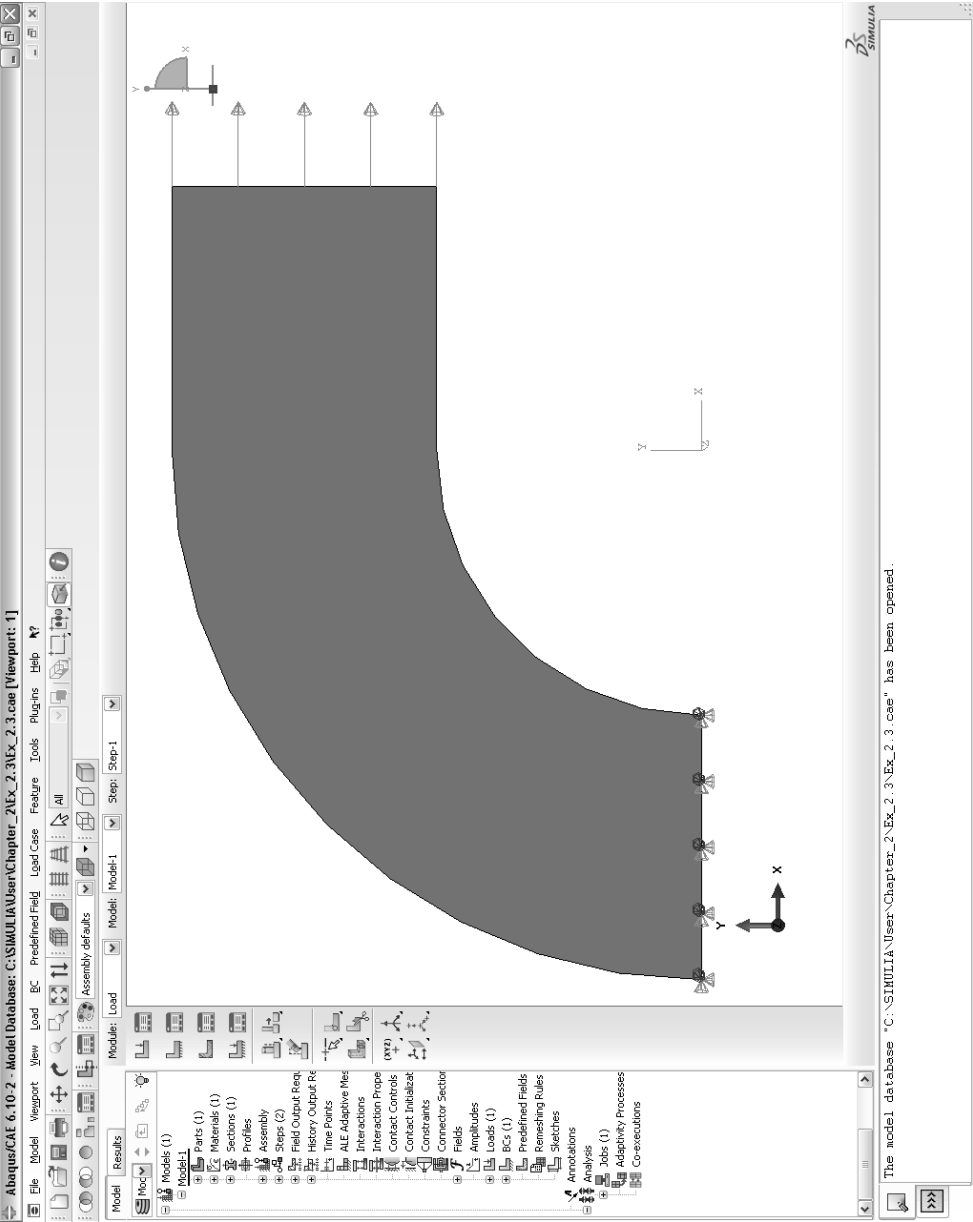 Abaqus/CAE 6.10-2 - Model Database: C:\SIMULIA\User\Chapter_2\Ex_2.3\Ex_2.3.cae [Viewport: 1]
File Model Viewport View Load BC Predefined Field Load Case Feature Tools Plug-ins Help
All
Assembly defaults
Model Results
Module: Load Model: Model-1 Step: Step-1
Models (1)
Model-1
Parts (1)
Materials (1)
Sections (1)
Profiles
Assembly
Steps (2)
Field Output Requ
History Output Re
Time Points
ALE Adaptive Mes
Interactions
Interaction Prope
Contact Controls
Contact Initializat
Constraints
Connector Section
Fields
Amplitudes
Loads (1)
BCs (1)
Predefined Fields
Remeshing Rules
Sketches
Annotations
Analysis
Jobs (1)
Adaptivity Processes
Co-executions
(XYZ)
Y
X
Z
Y
X
Z
Y
X
Z
DS
SIMULIA
The model database "C:\SIMULIA\User\Chapter_2\Ex_2.3\Ex_2.3.cae" has been opened.
>>>